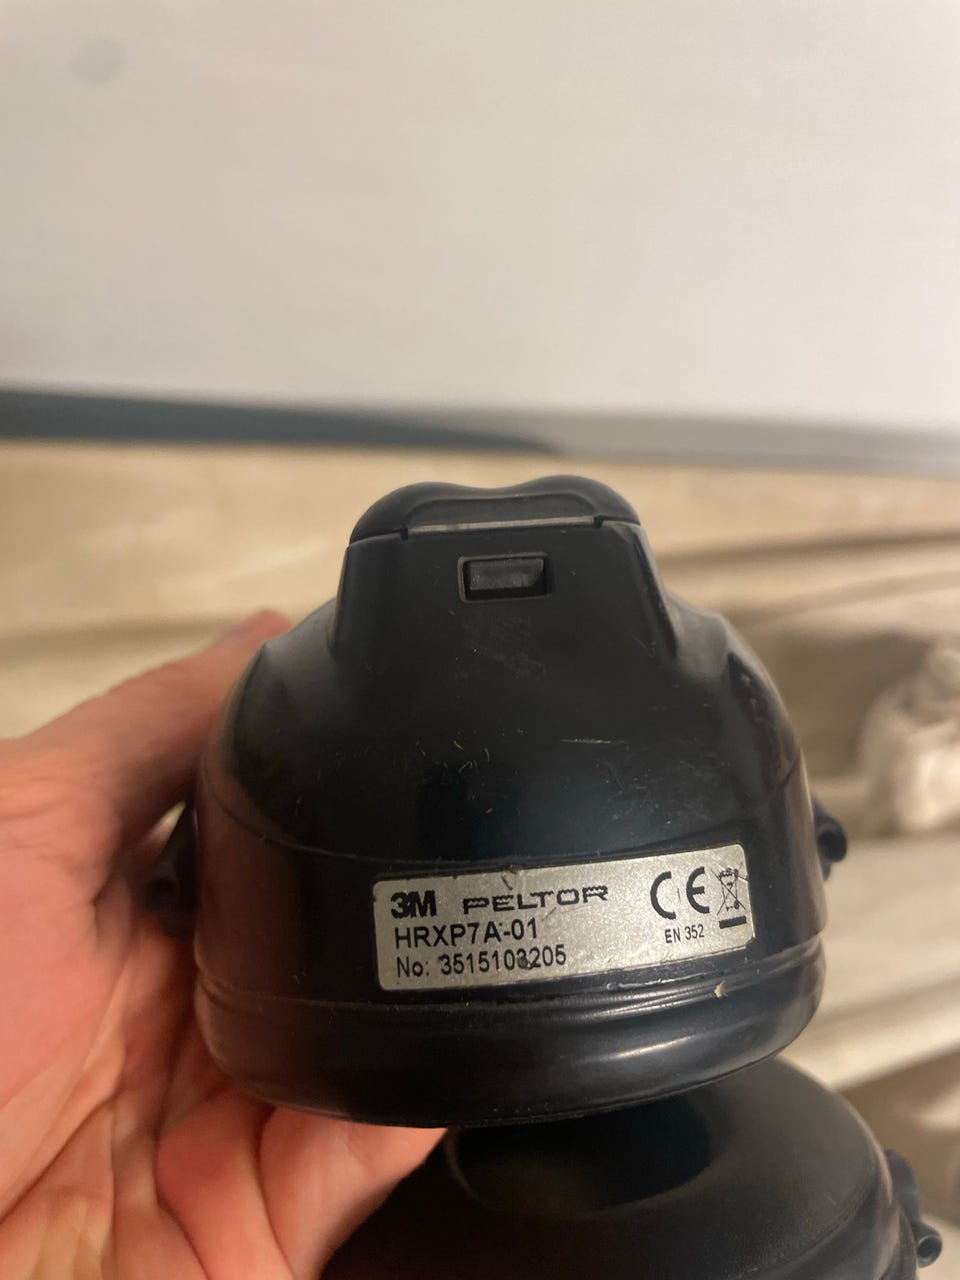 3M PELTOR CE
HRXP7A-01
EN 352
No: 3515103205